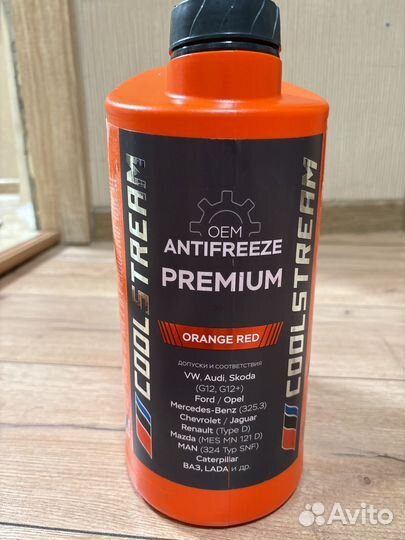 COOLSTREAM
OEM
ANTIFREEZE
PREMIUM
ORANGE RED
ДОПУСКИ И СООТВЕТСТВИЯ
VW, Audi, Skoda
(G12, G12+)
Ford / Opel
Mercedes-Benz (325.3)
Chevrolet / Jaguar
Renault (Type D)
Mazda (MES MN 121 D)
MAN (324 Typ SNF)
Caterpillar
ВАЗ, LADA и др.
COOLSTREAM
Avito